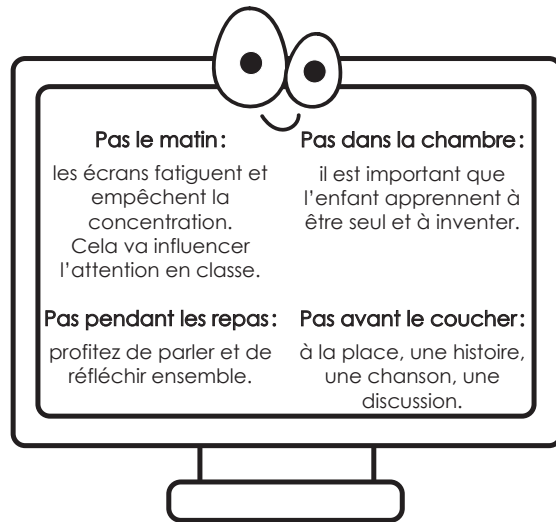 Pas le matin:
les écrans fatiguent et
empêchent la
concentration.
Cela va influencer
l'attention en classe.
Pas dans la chambre:
il est important que
l'enfant apprennent à
être seul et à inventer.
Pas pendant les repas:
profitez de parler et de
réfléchir ensemble.
Pas avant le coucher:
à la place, une histoire,
une chanson, une
discussion.